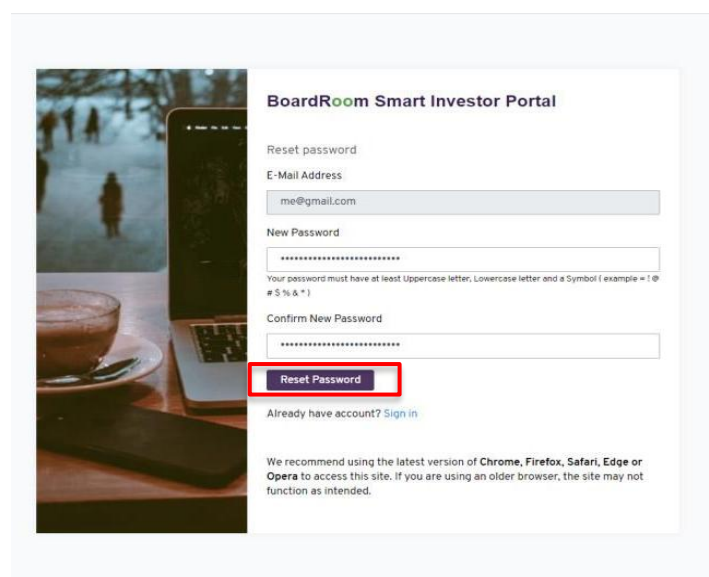 BoardRoom Smart Investor Portal
Reset password
E-Mail Address
me@gmail.com
New Password
••••••••••••••••••••••••••
Your password must have at least Uppercase letter, Lowercase letter and a Symbol ( example = ! @
# $ % & * )
Confirm New Password
••••••••••••••••••••••••••
Reset Password
Already have account? Sign in
We recommend using the latest version of Chrome, Firefox, Safari, Edge or
Opera to access this site. If you are using an older browser, the site may not
function as intended.